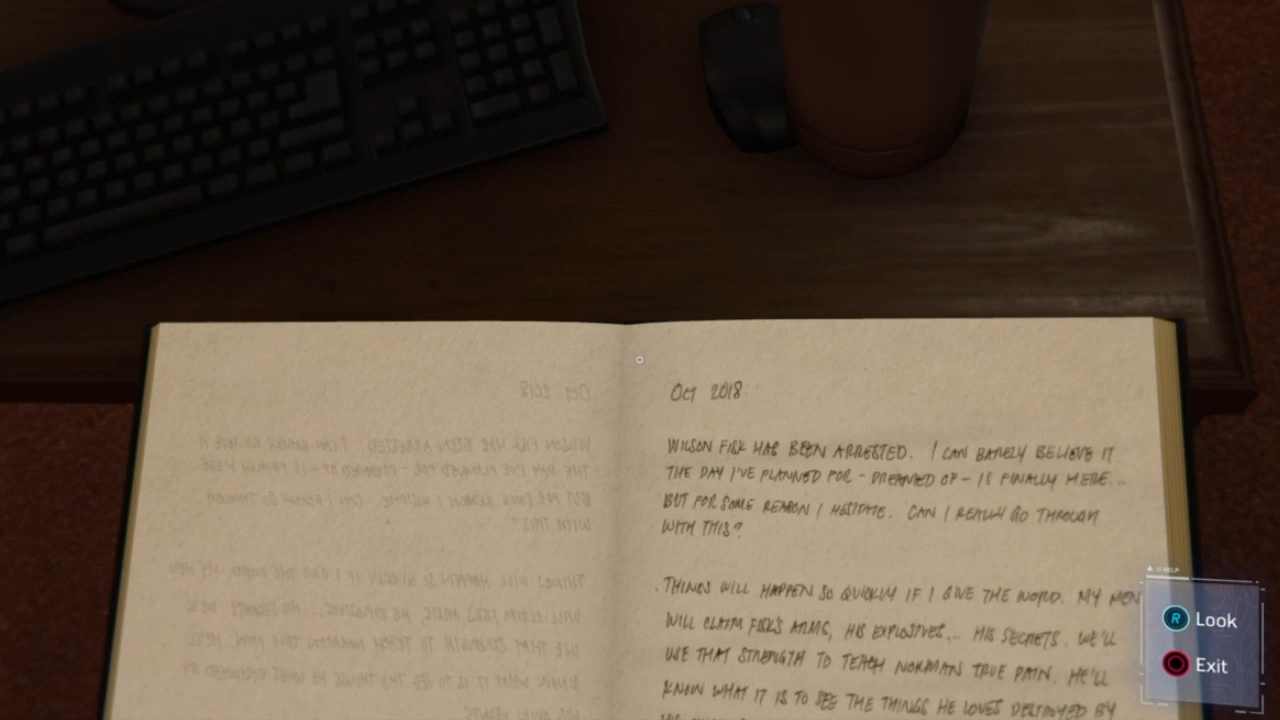 Oct 2018
WILSON FISK HAS BEEN ARRESTED. I CAN BARELY BELIEVE IT
THE DAY I'VE PLANNED FOR - DREAMED OF - IS FINALLY HERE...
BUT FOR SOME REASON I HESITATE. CAN I REALLY GO THROUGH
WITH THIS?
THINGS WILL HAPPEN SO QUICKLY IF I GIVE THE WORD. MY MEN
WILL CLAIM FISK'S ARMS, HIS EXPLOSIVES... HIS SECRETS. WE'LL
USE THAT STRENGTH TO TEACH NORMAN TRUE PAIN. HE'LL
KNOW WHAT IT IS TO SEE THE THINGS HE LOVES DESTROYED BY
HELP
R Look
Exit